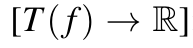 [T(f) → ℝ]